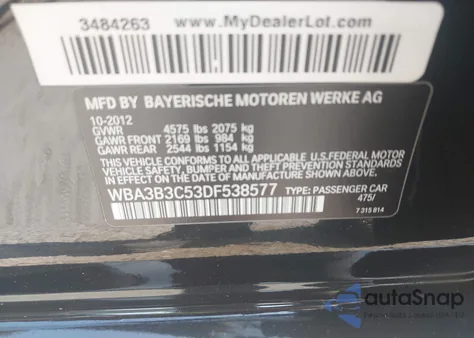 3484263 www.MyDealerLot.com
MFD BY BAYERISCHE MOTOREN WERKE AG
10-2012
GVWR 4575 lbs 2075 kg
GAWR FRONT 2169 lbs 984 kg
GAWR REAR 2544 lbs 1154 kg
THIS VEHICLE CONFORMS TO ALL APPLICABLE U.S. FEDERAL MOTOR
VEHICLE SAFETY, BUMPER, AND THEFT PREVENTION STANDARDS IN
EFFECT ON THE DATE OF MANUFACTURE SHOWN ABOVE.
WBA3B3C53DF538577 TYPE: PASSENGER CAR
475/
7 315 814
autoSnap